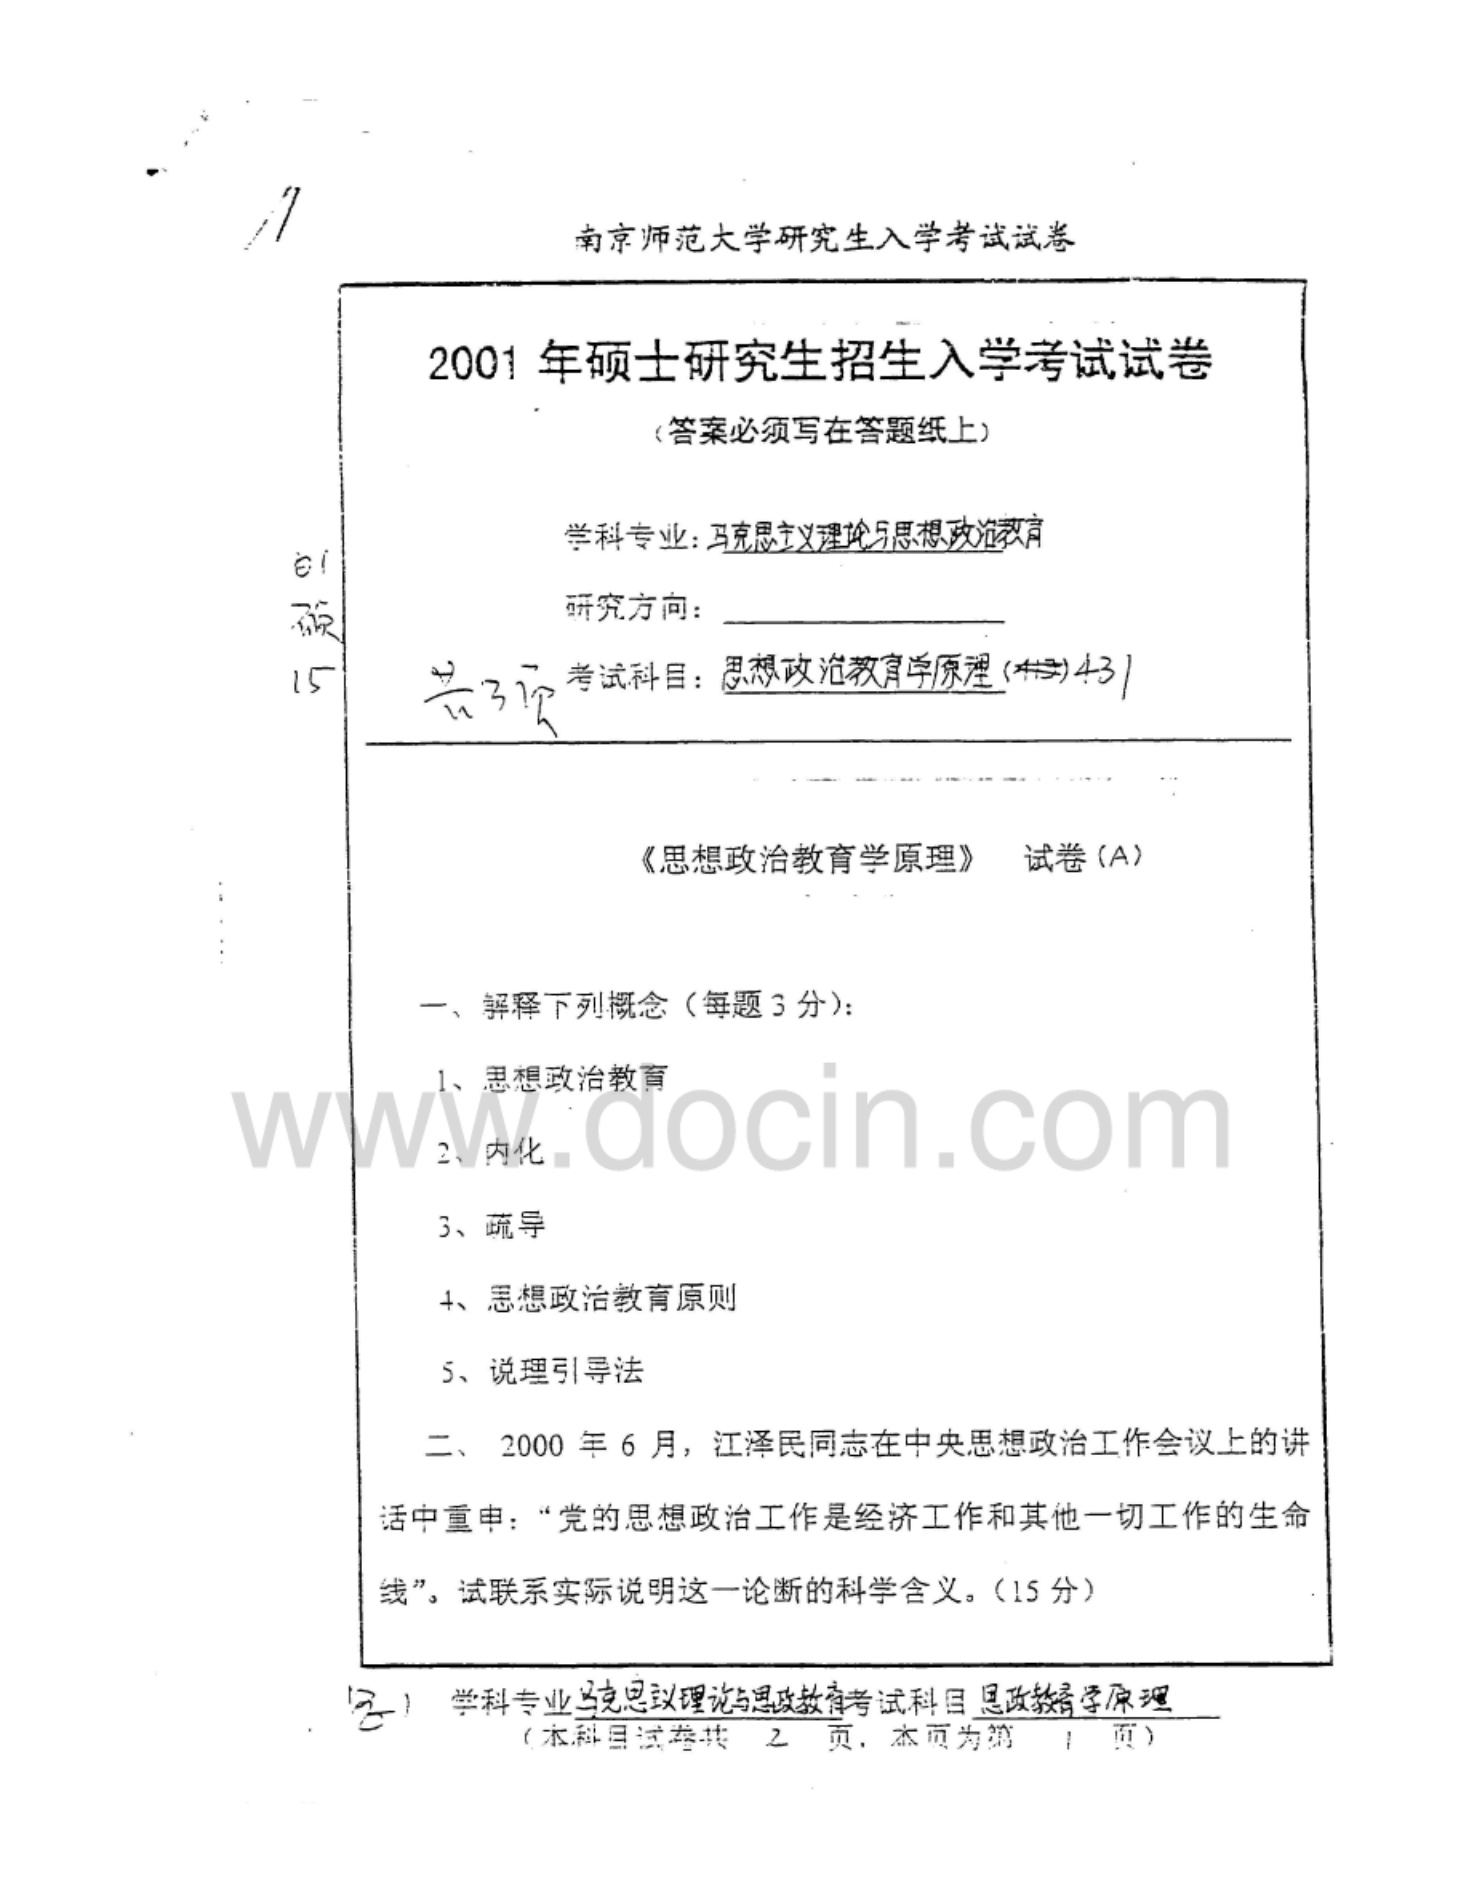 南京师范大学研究生入学考试试卷
2001 年硕士研究生招生入学考试试卷
(答案必须写在答题纸上)
学科专业: 马克思主义理论与思想政治教育
研究方向:
01
硕
15
共3页
考试科目: 思想政治教育学原理 431
《思想政治教育学原理》 试卷(A)
一、解释下列概念(每题3分):
1、思想政治教育
www.docin.com
2、内化
3、疏导
4、思想政治教育原则
5、说理引导法
二、 2000 年 6 月, 江泽民同志在中央思想政治工作会议上的讲
话中重申: “党的思想政治工作是经济工作和其他一切工作的生命
线”。试联系实际说明这一论断的科学含义。(15 分)
学科专业马克思主义理论与思政教育考试科目思政教育学原理
(本科目试卷共 2 页, 本页为第 1 页)